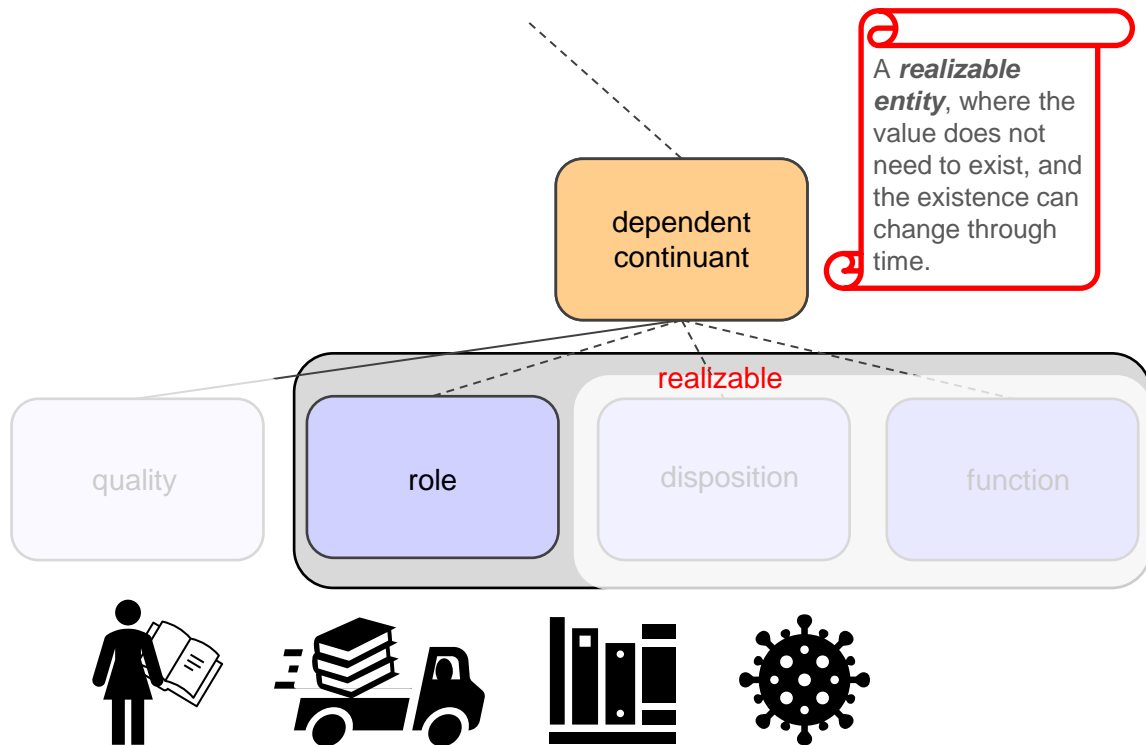 A realizable
entity, where the
value does not
need to exist, and
the existence can
change through
time.
dependent
continuant
realizable
quality
role
disposition
function